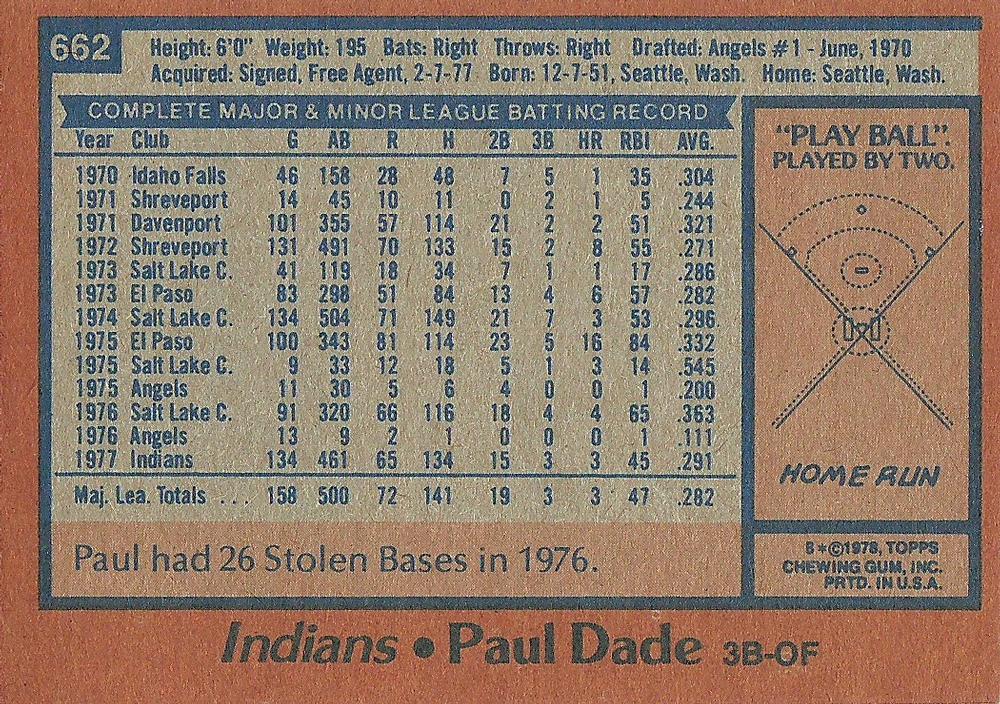 662
Height: 6'0" Weight: 195 Bats: Right Throws: Right Drafted: Angels #1 - June, 1970
Acquired: Signed, Free Agent, 2-7-77 Born: 12-7-51, Seattle, Wash. Home: Seattle, Wash.
COMPLETE MAJOR & MINOR LEAGUE BATTING RECORD
Year Club G AB R H 2B 3B HR RBI AVG.
1970 Idaho Falls 46 158 28 48 7 5 1 35 .304
1971 Shreveport 14 45 10 11 0 2 1 5 .244
1971 Davenport 101 355 57 114 21 2 2 51 .321
1972 Shreveport 131 491 70 133 15 2 8 55 .271
1973 Salt Lake C. 41 119 18 34 7 1 1 17 .286
1973 El Paso 83 298 51 84 13 4 6 57 .282
1974 Salt Lake C. 134 504 71 149 21 7 3 53 .296
1975 El Paso 100 343 81 114 23 5 16 84 .332
1975 Salt Lake C. 9 33 12 18 5 1 3 14 .545
1975 Angels 11 30 5 6 4 0 0 1 .200
1976 Salt Lake C. 91 320 66 116 18 4 4 65 .363
1976 Angels 13 9 2 1 0 0 0 1 .111
1977 Indians 134 461 65 134 15 3 3 45 .291
Maj. Lea. Totals ... 158 500 72 141 19 3 3 47 .282
Paul had 26 Stolen Bases in 1976.
"PLAY BALL".
PLAYED BY TWO.
HOME RUN
B*©1978, TOPPS
CHEWING GUM, INC.
PRTD. IN U.S.A.
Indians • Paul Dade 3B-OF